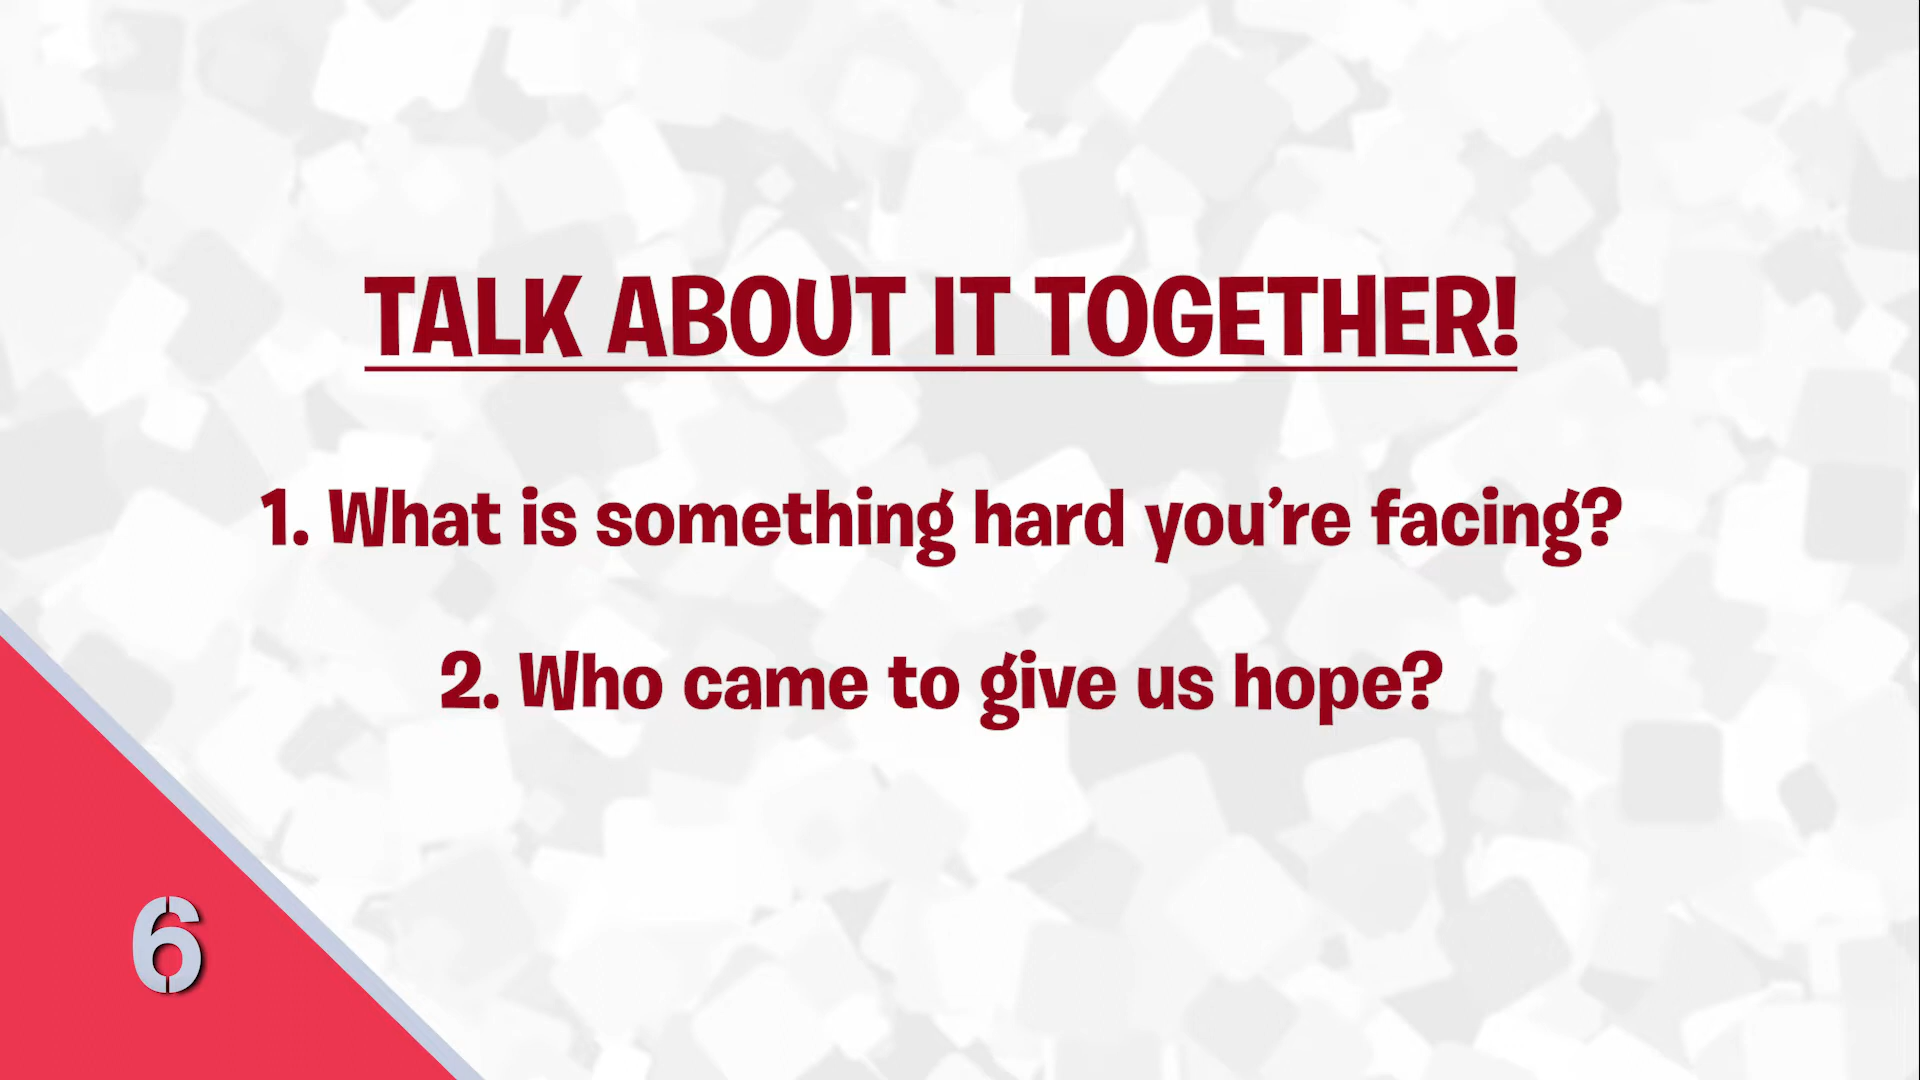 TALK ABOUT IT TOGETHER!
1. What is something hard you’re facing?
2. Who came to give us hope?
6